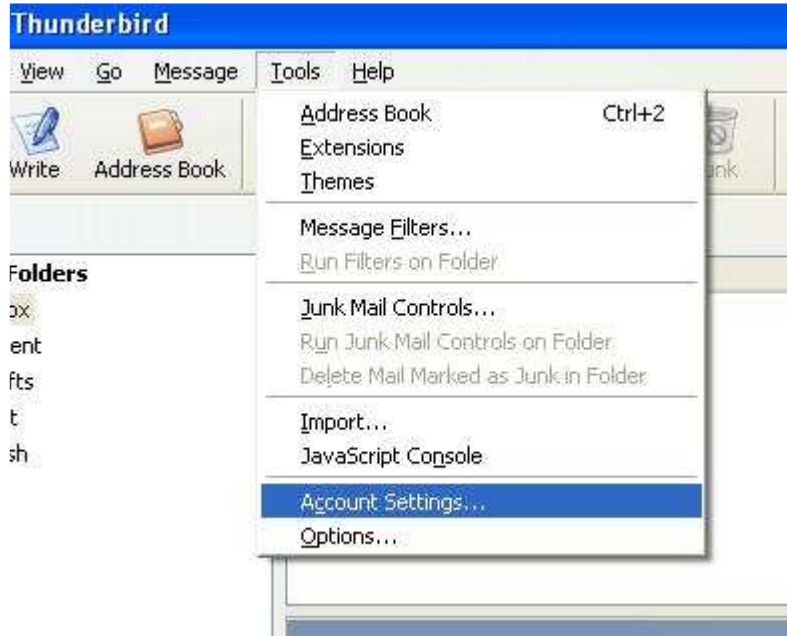 Thunderbird
View Go Message Tools Help
Write Address Book
Address Book Ctrl+2
Extensions
Themes
Message Filters...
Run Filters on Folder
Junk Mail Controls...
Run Junk Mail Controls on Folder
Delete Mail Marked as Junk in Folder
Import...
JavaScript Console
Account Settings...
Options...
Folders